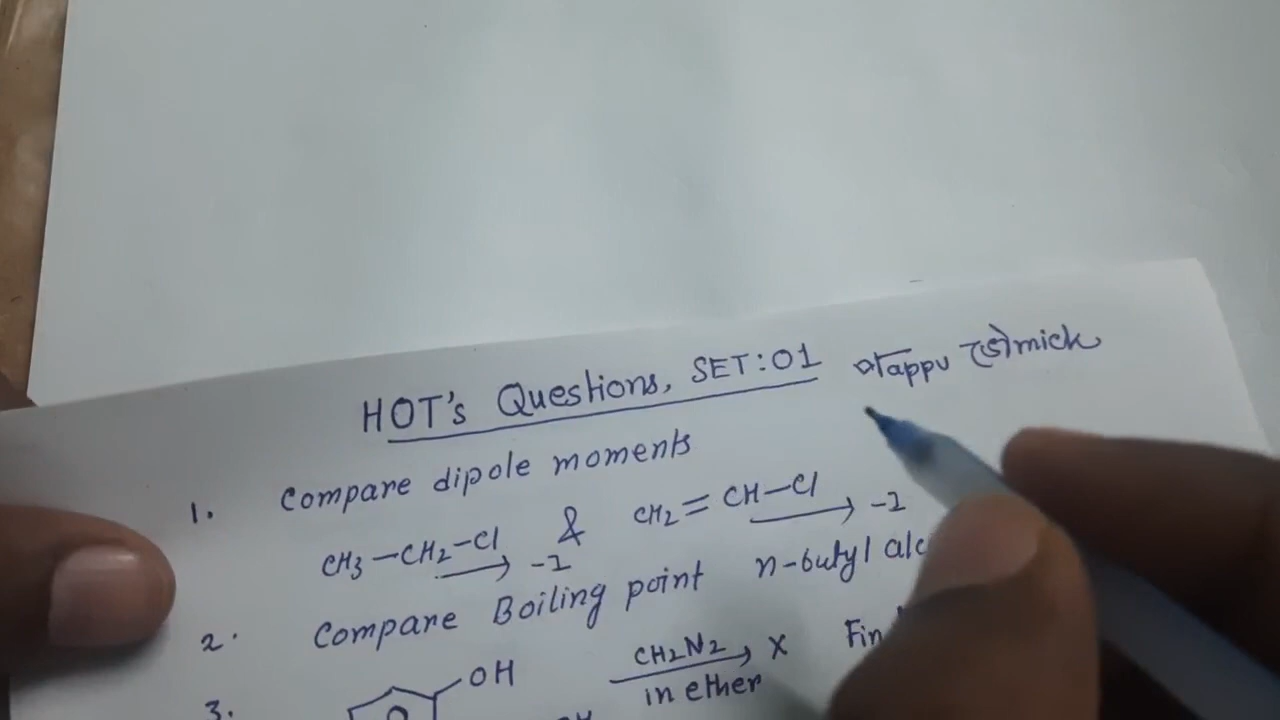 HOT's Questions, SET:01
1. Compare dipole moments
CH3-CH2-Cl & CH2=CH-Cl
-I -I
2. Compare Boiling point n-butyl
3. OH CH2N2 X
in ether